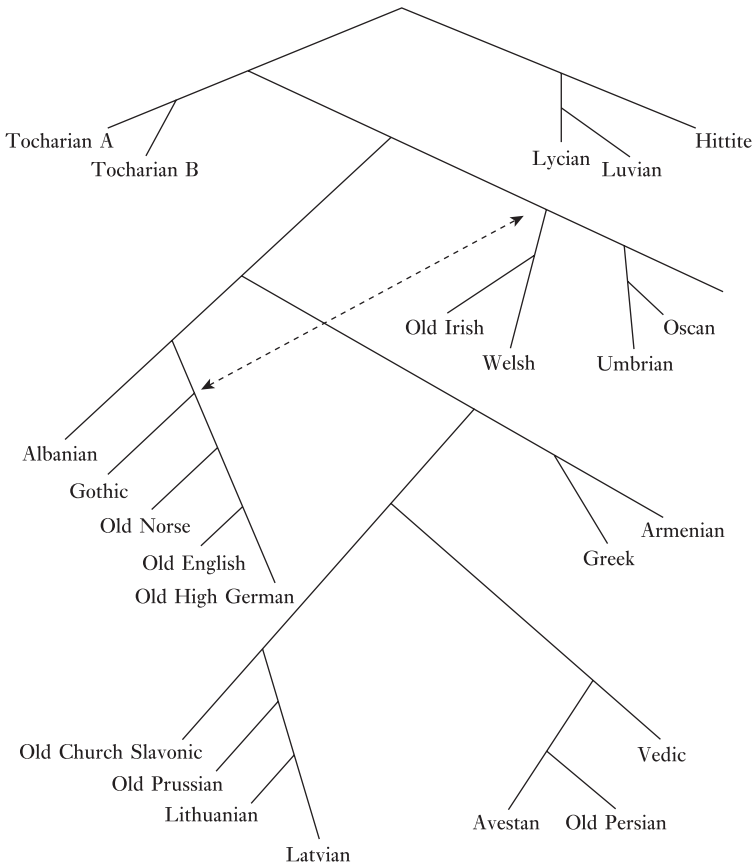 Tocharian A
Tocharian B
Lycian
Luvian
Hittite
Old Irish
Welsh
Oscan
Umbrian
Albanian
Gothic
Old Norse
Old English
Old High German
Armenian
Greek
Old Church Slavonic
Old Prussian
Lithuanian
Latvian
Vedic
Avestan
Old Persian